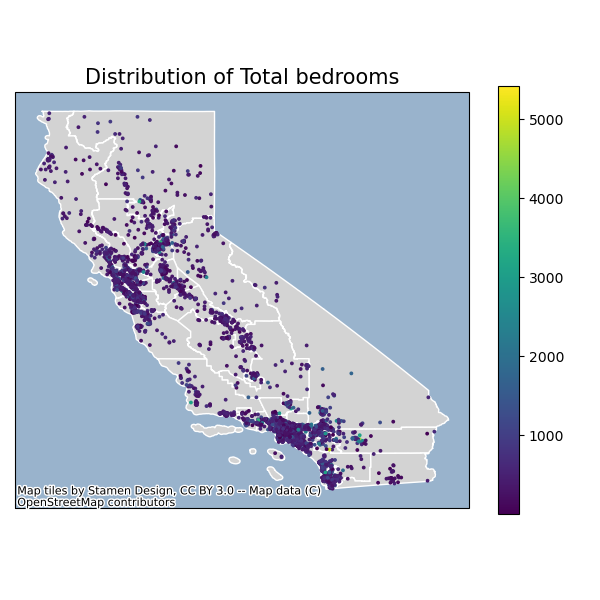 Distribution of Total bedrooms
5000
4000
3000
2000
1000
Map tiles by Stamen Design, CC BY 3.0 -- Map data (C)
OpenStreetMap contributors